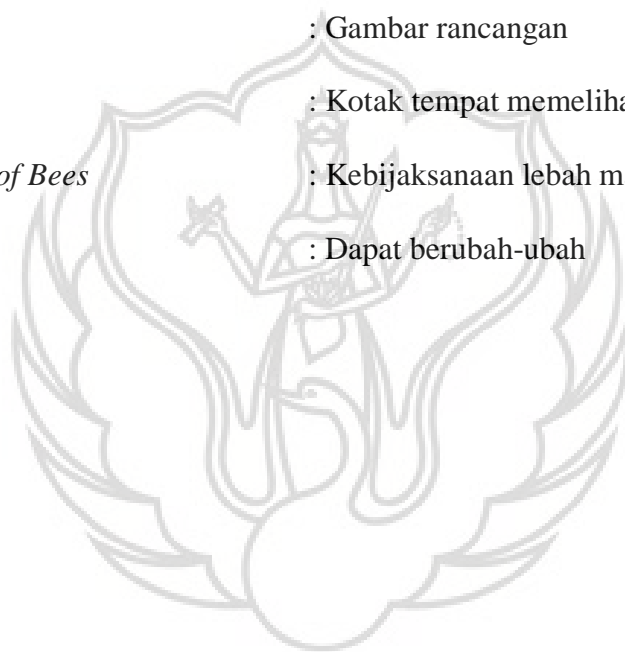 : Gambar rancangan
: Kotak tempat memeliha
of Bees : Kebijaksanaan lebah m
: Dapat berubah-ubah